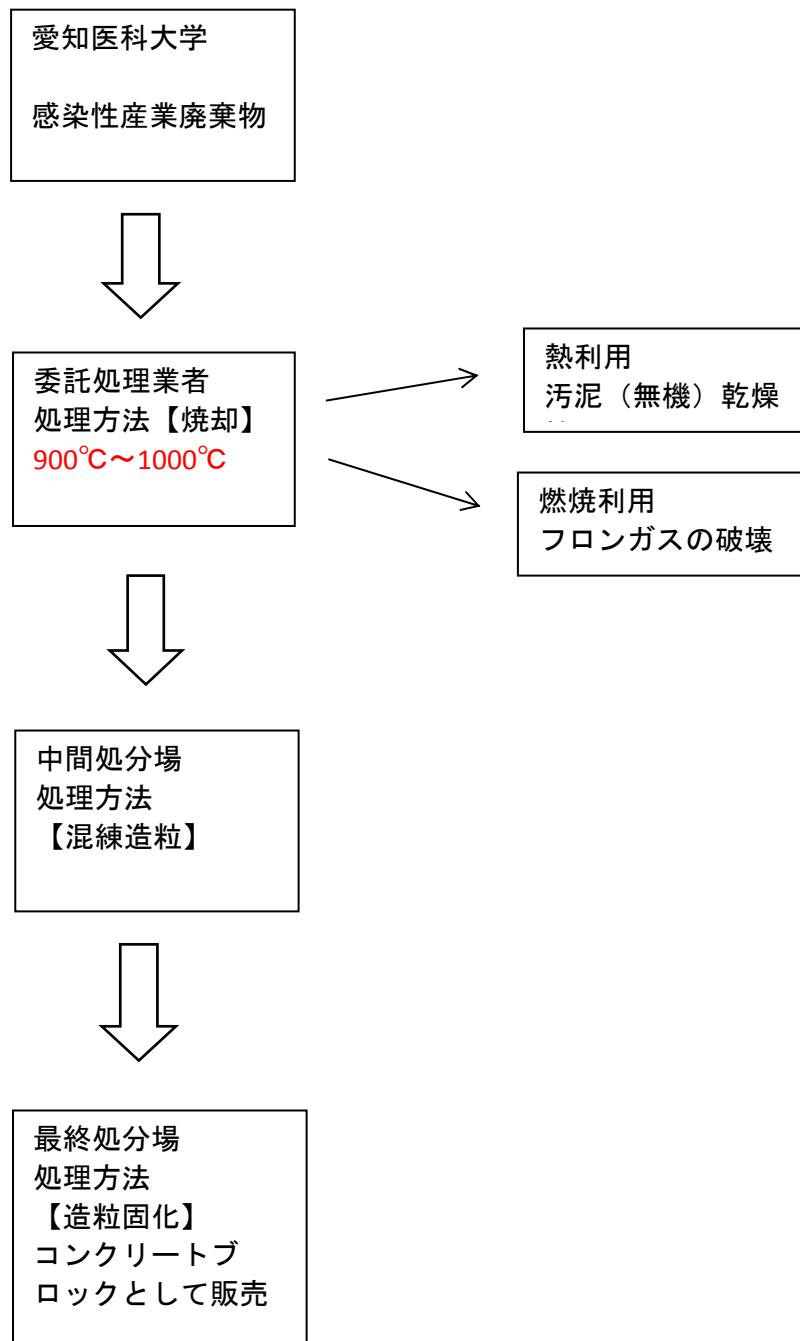 愛知医科大学
感染性産業廃棄物
委託処理業者
処理方法【焼却】
900℃～1000℃
熱利用
汚泥（無機）乾燥
燃焼利用
フロンガスの破壊
中間処分場
処理方法
【混練造粒】
最終処分場
処理方法
【造粒固化】
コンクリートブ
ロックとして販売